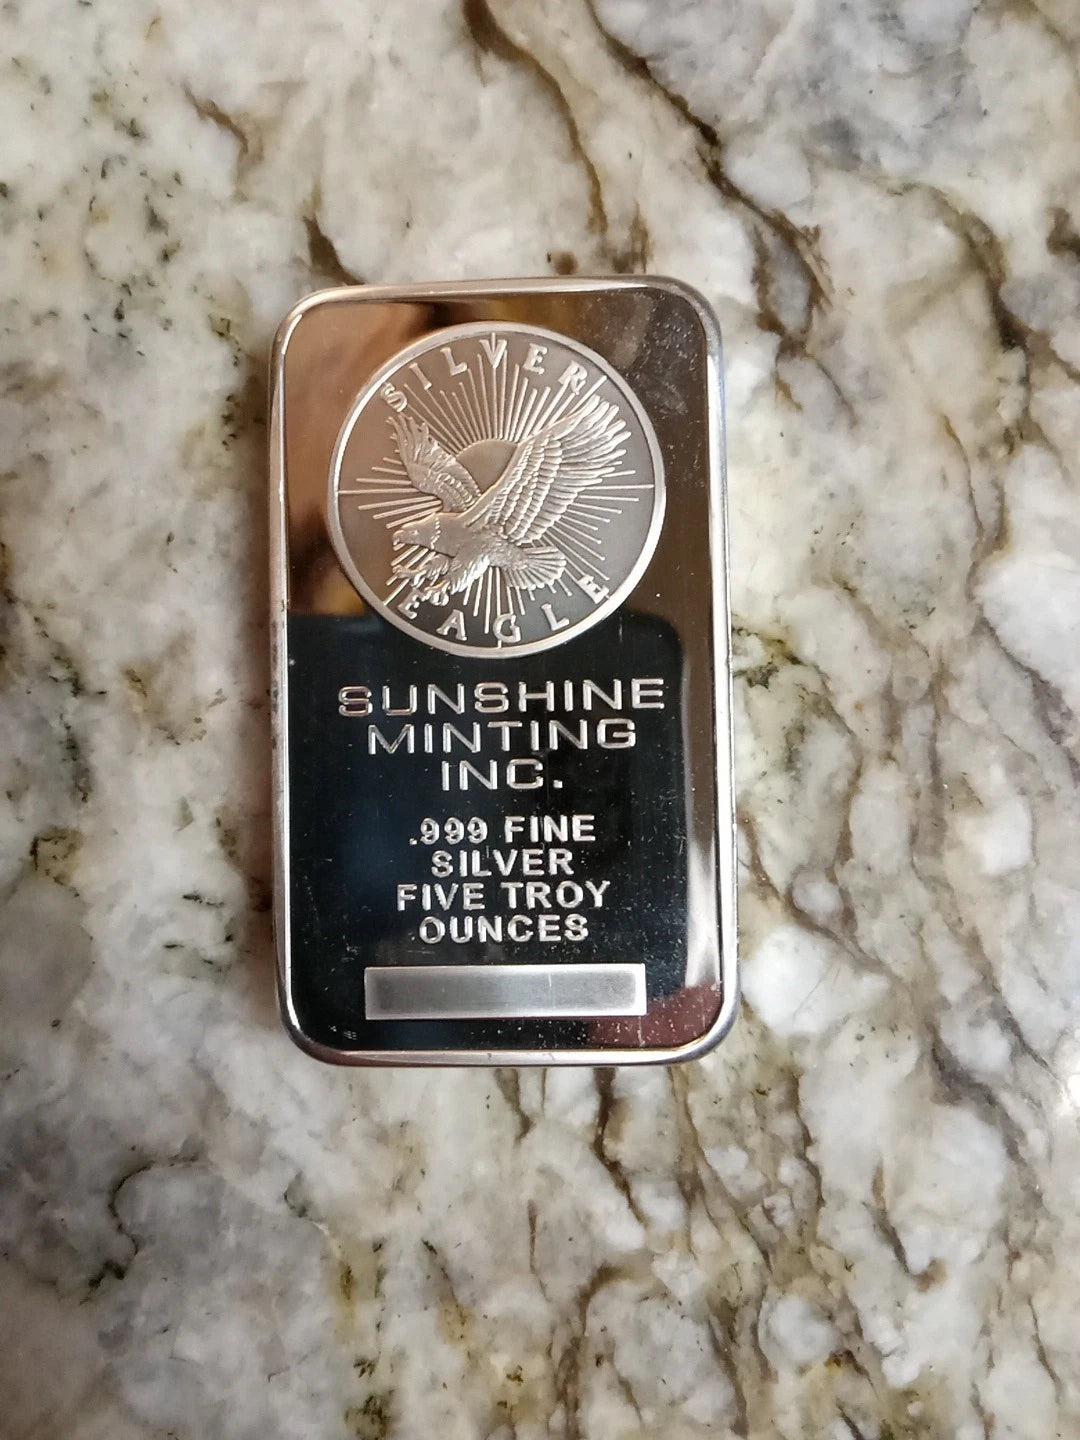 SILVER
EAGLE
SUNSHINE
MINTING
INC.
.999 FINE
SILVER
FIVE TROY
OUNCES